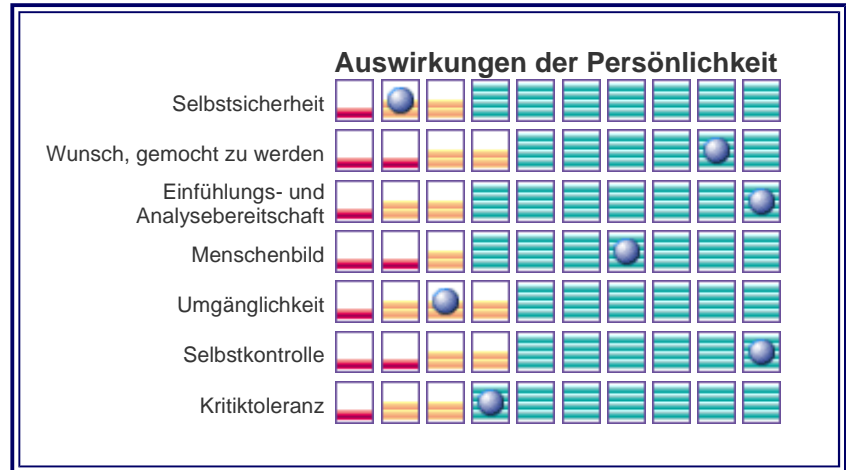 Auswirkungen der Persönlichkeit
Selbstsicherheit
Wunsch, gemocht zu werden
Einfühlungs- und
Analysebereitschaft
Menschenbild
Umgänglichkeit
Selbstkontrolle
Kritiktoleranz